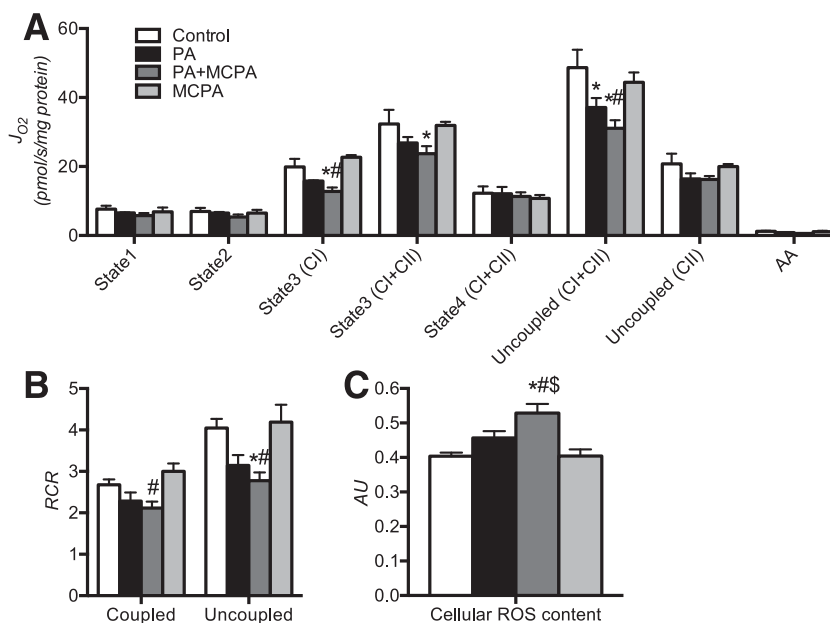 A
60
40
20
0
J_O2
(pmol/s/mg protein)
Control
PA
PA+MCPA
MCPA
*#
*
*
*#
State1
State2
State3 (CI)
State3 (CI+CII)
State4 (CI+CII)
Uncoupled (CI+CII)
Uncoupled (CII)
AA
B
5
4
3
2
1
0
RCR
#
*#
Coupled
Uncoupled
C
0.6
0.5
0.4
0.3
0.2
0.1
0.0
AU
*#$
Cellular ROS content